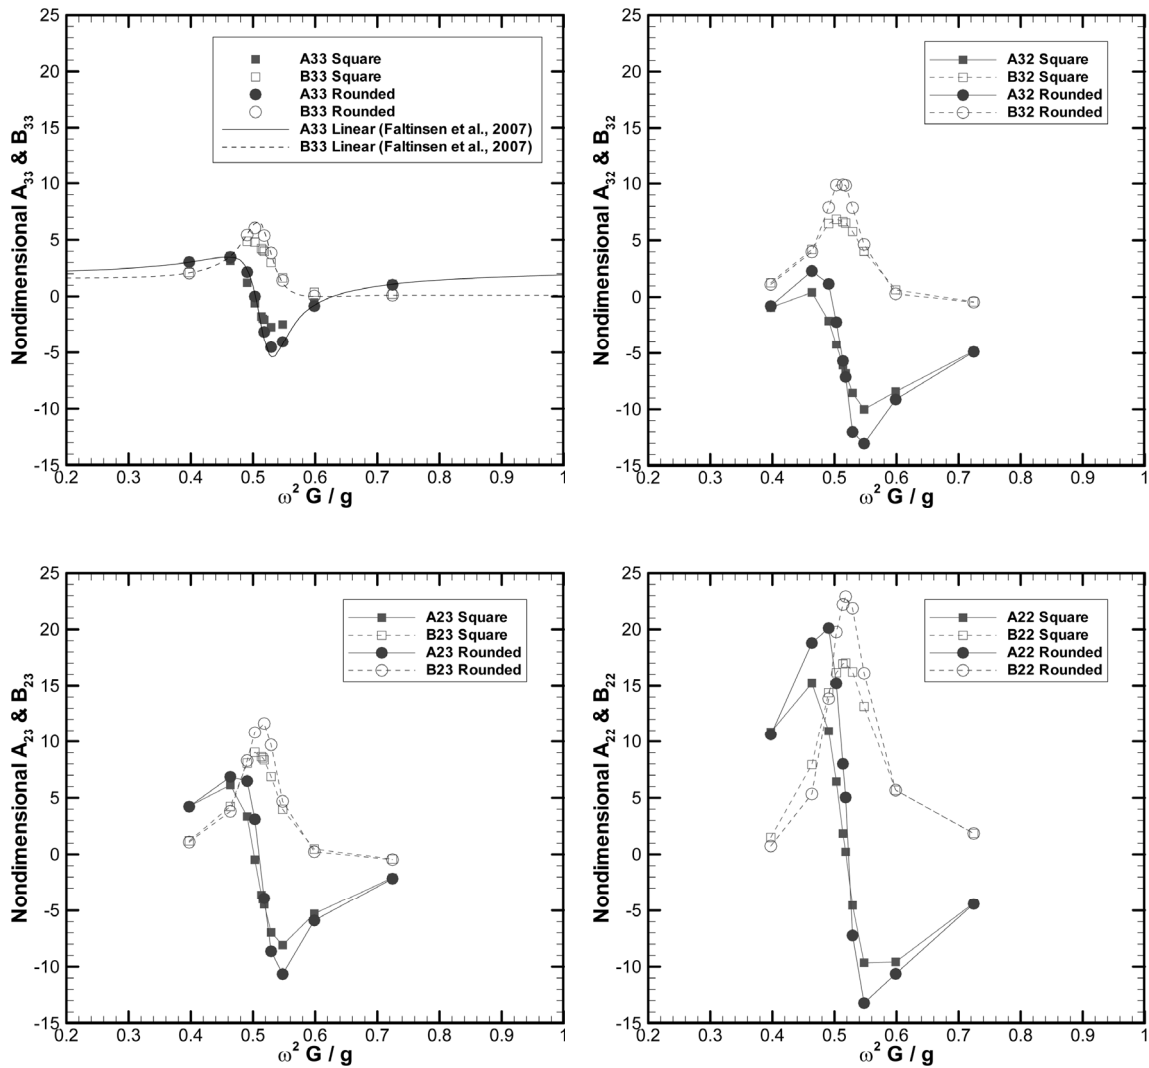 25
20
15
10
5
0
-5
-10
-15
Nondimensional A33 & B33
A33 Square
B33 Square
A33 Rounded
B33 Rounded
A33 Linear (Faltinsen et al., 2007)
B33 Linear (Faltinsen et al., 2007)
0.2 0.3 0.4 0.5 0.6 0.7 0.8 0.9 1
ω² G / g
25
20
15
10
5
0
-5
-10
-15
Nondimensional A32 & B32
A32 Square
B32 Square
A32 Rounded
B32 Rounded
0.2 0.3 0.4 0.5 0.6 0.7 0.8 0.9 1
ω² G / g
25
20
15
10
5
0
-5
-10
-15
Nondimensional A23 & B23
A23 Square
B23 Square
A23 Rounded
B23 Rounded
0.2 0.3 0.4 0.5 0.6 0.7 0.8 0.9 1
ω² G / g
25
20
15
10
5
0
-5
-10
-15
Nondimensional A22 & B22
A22 Square
B22 Square
A22 Rounded
B22 Rounded
0.2 0.3 0.4 0.5 0.6 0.7 0.8 0.9 1
ω² G / g